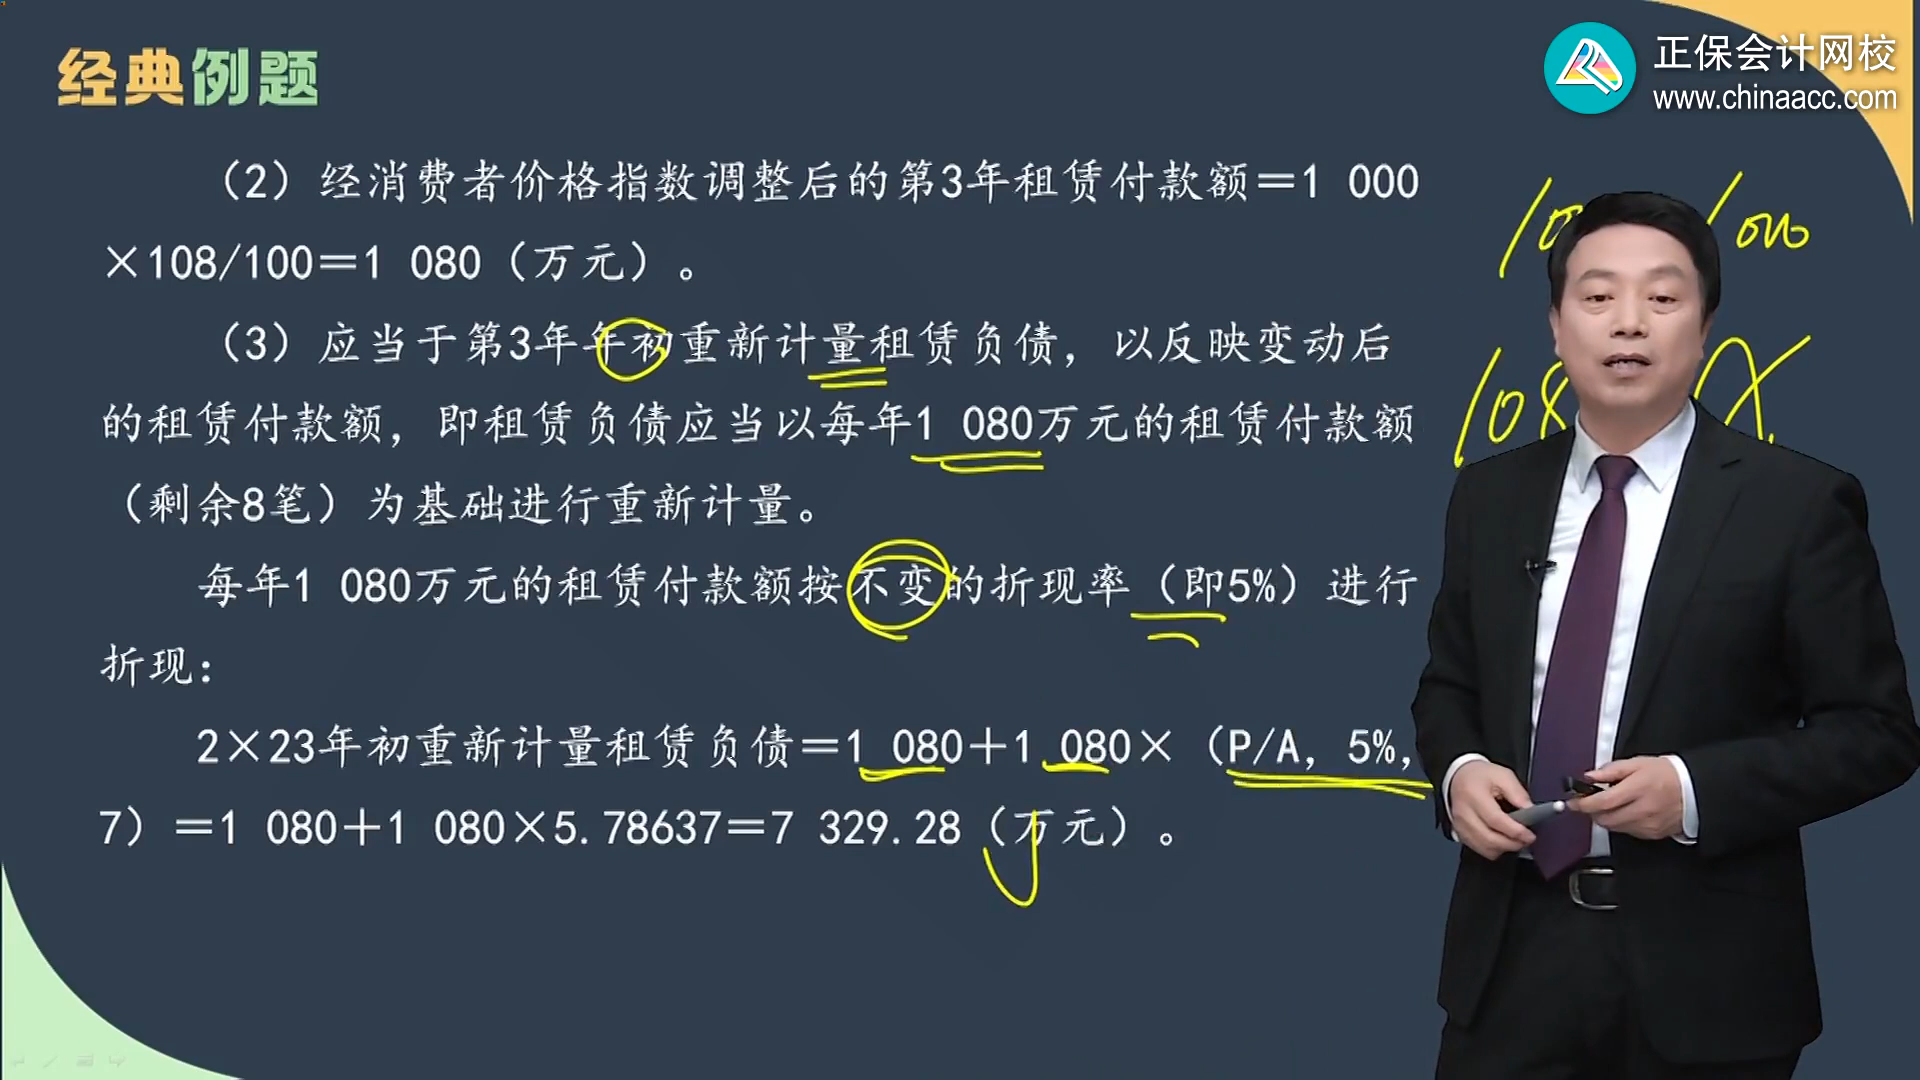 经典例题
正保会计网校
www.chinaacc.com
（2）经消费者价格指数调整后的第3年租赁付款额＝1 000
×108/100＝1 080（万元）。
（3）应当于第3年年初重新计量租赁负债，以反映变动后
的租赁付款额，即租赁负债应当以每年1 080万元的租赁付款额
（剩余8笔）为基础进行重新计量。
每年1 080万元的租赁付款额按不变的折现率（即5%）进行
折现：
2×23年初重新计量租赁负债＝1 080＋1 080×（P/A，5%，
7）＝1 080＋1 080×5.78637＝7 329.28（万元）。
108